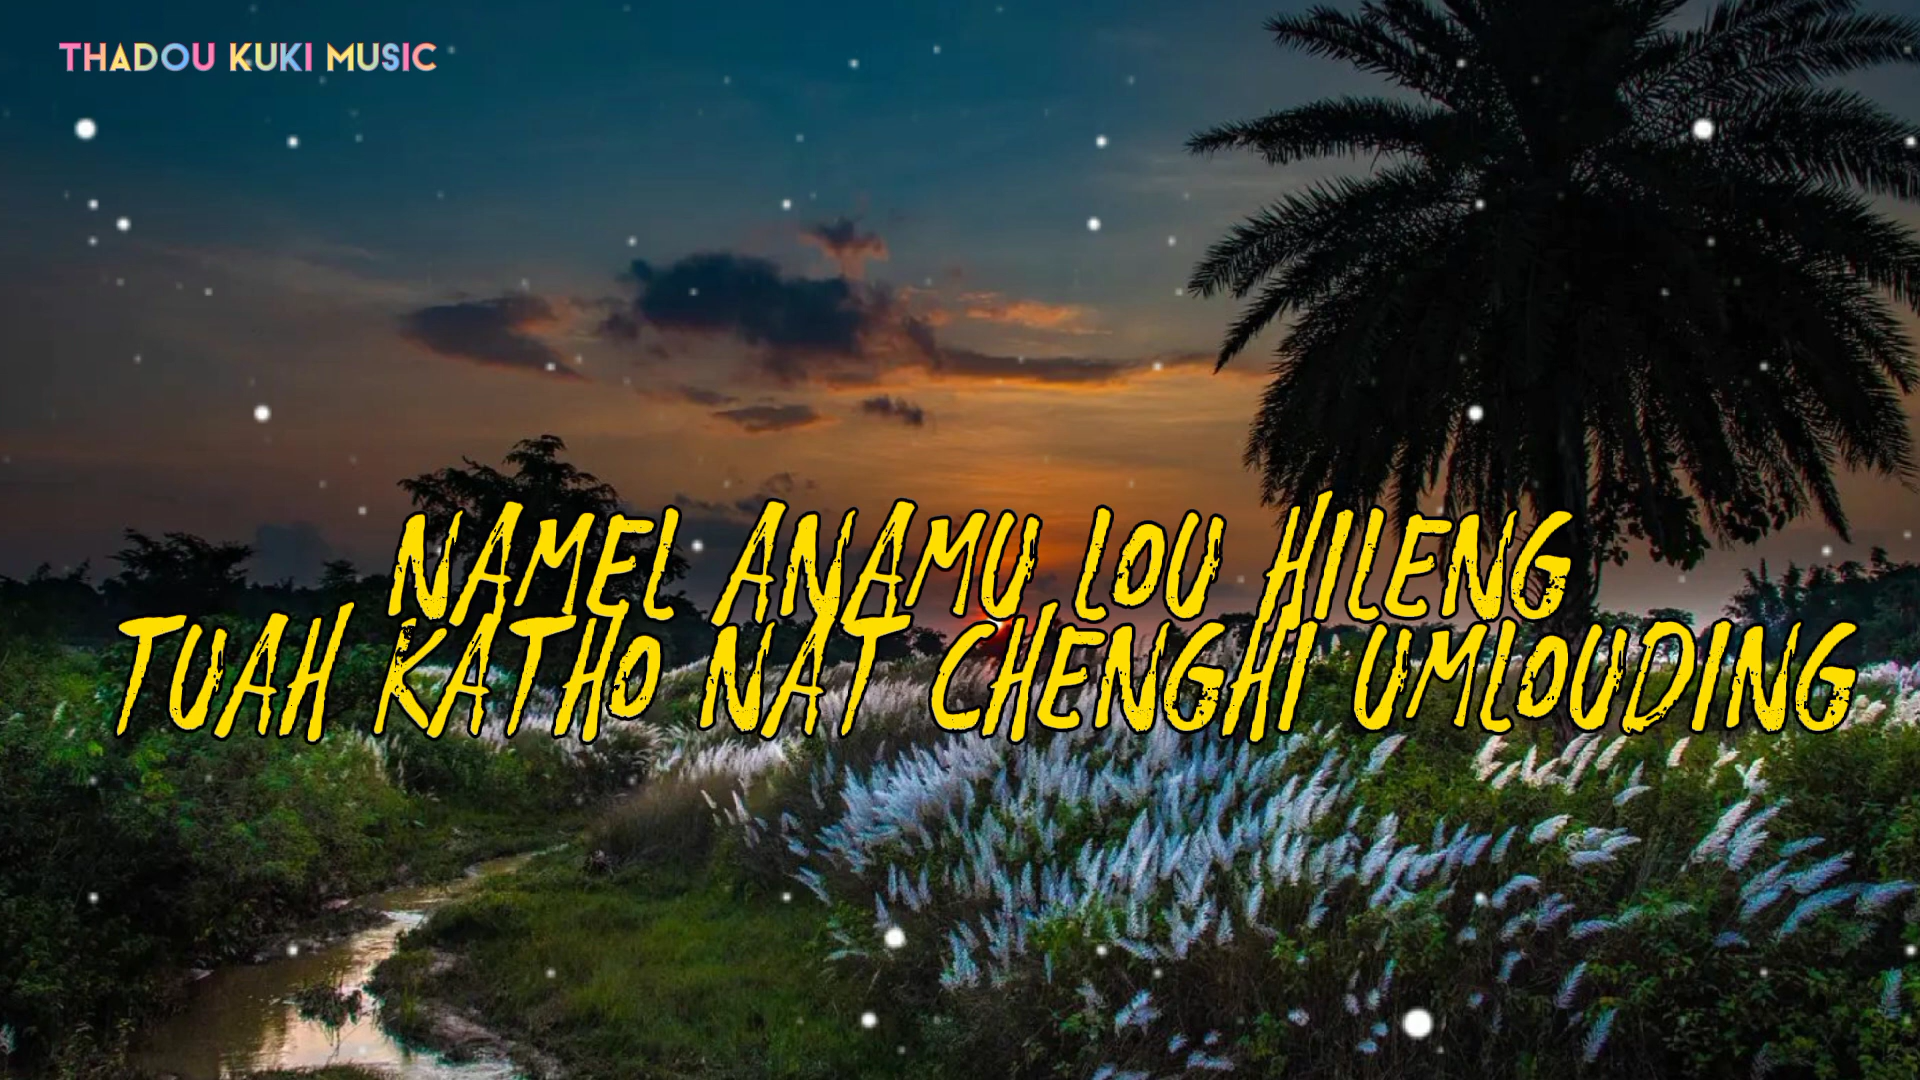 THADOU KUKI MUSIC
NAMEL ANAMU LOU HILENG
TUAH KATHO NAT CHENGHI UMLOUDING